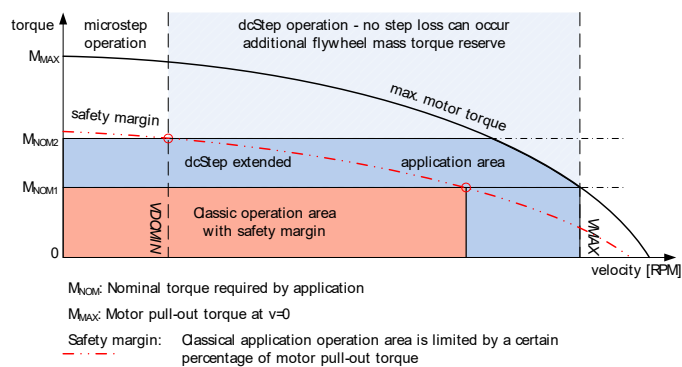 torque
microstep
operation
dcStep operation - no step loss can occur
additional flywheel mass torque reserve
MMAX
max. motor torque
safety margin
MNOM2
dcStep extended
application area
MNOM1
Classic operation area
with safety margin
VDCMIN
VMAX
0
velocity [RPM]
MNOM: Nominal torque required by application
MMAX: Motor pull-out torque at v=0
Safety margin: Classical application operation area is limited by a certain
percentage of motor pull-out torque